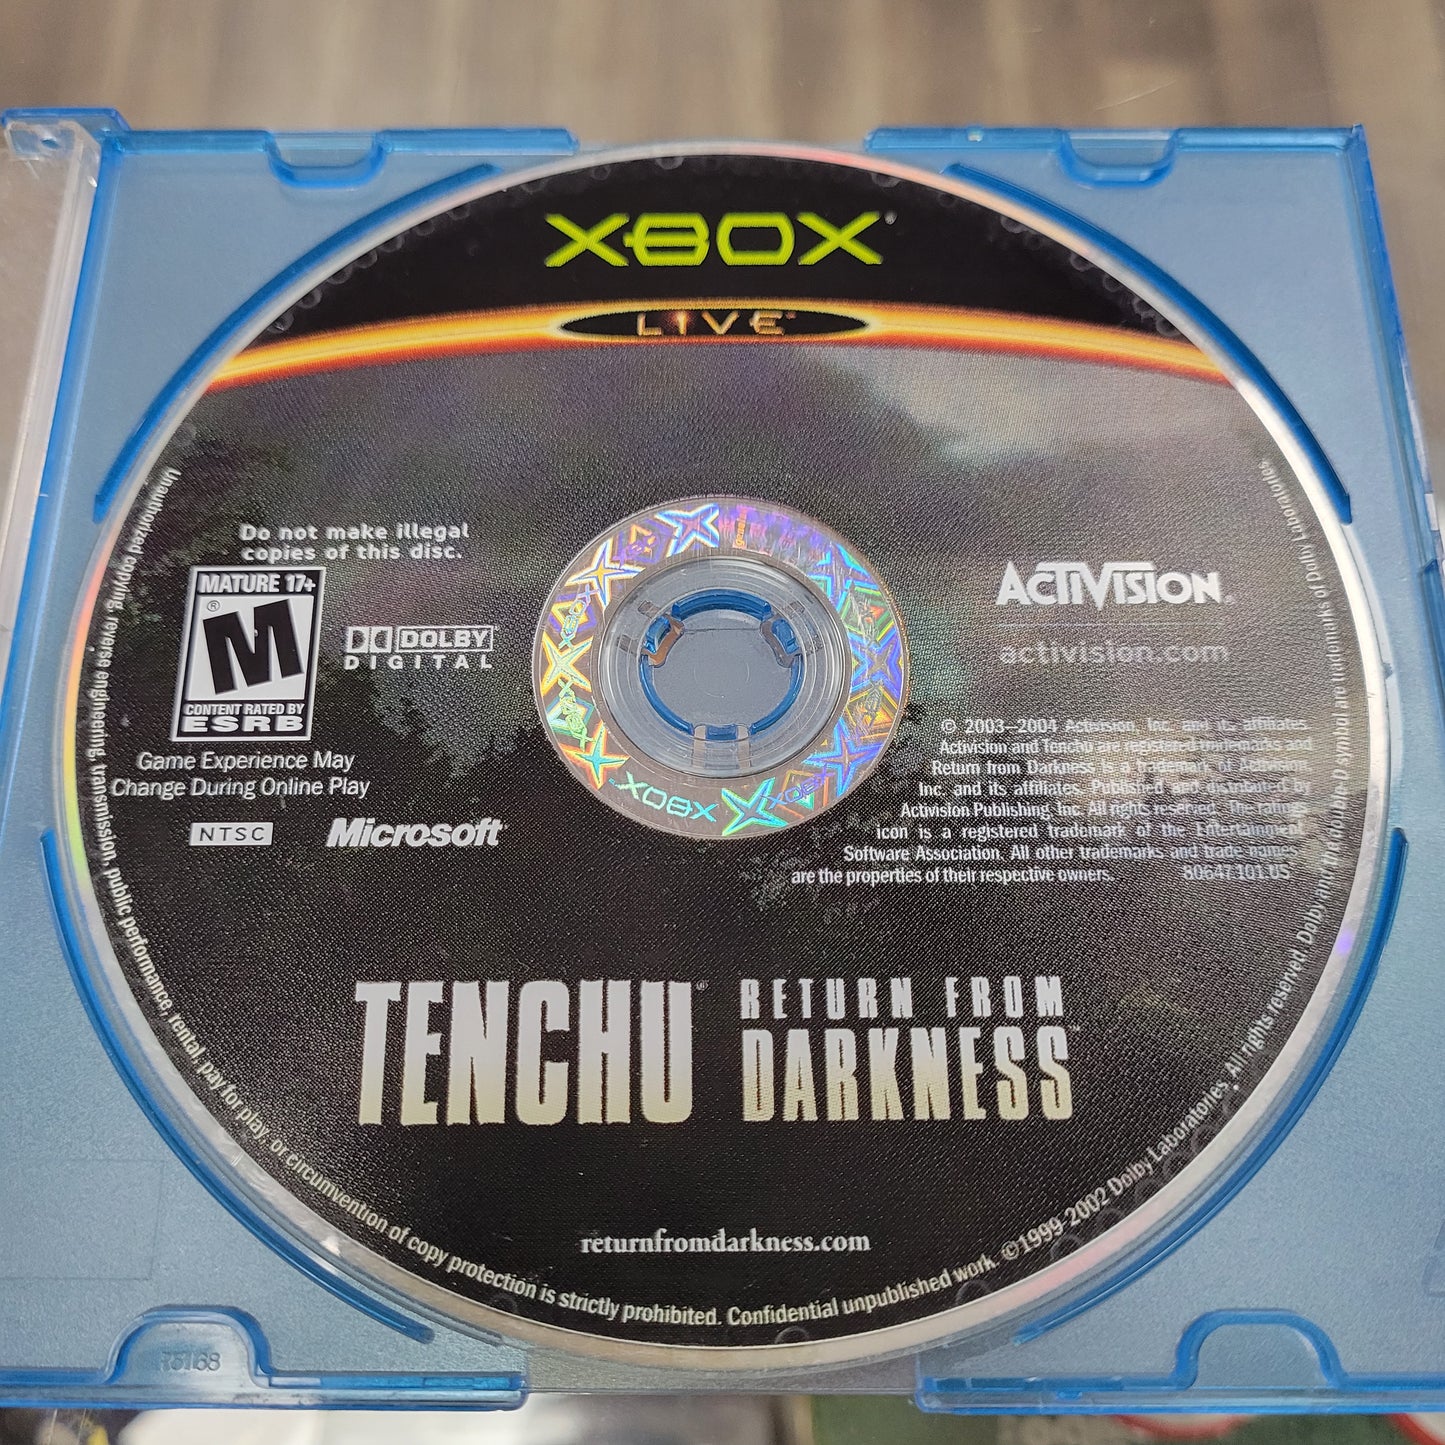 XBOX®
LIVE™
Do not make illegal
copies of this disc.
MATURE 17+
®
M
CONTENT RATED BY
ESRB
DOLBY
DIGITAL
Game Experience May
Change During Online Play
NTSC
Microsoft
XBOX
ACTIVISION.
activision.com
© 2003–2004 Activision, Inc. and its affiliates.
Activision and Tenchu are registered trademarks and
Return from Darkness is a trademark of Activision,
Inc. and its affiliates. Published and distributed by
Activision Publishing, Inc. All rights reserved. The ratings
icon is a registered trademark of the Entertainment
Software Association. All other trademarks and trade names
are the properties of their respective owners. 80647.101.US
TENCHU® RETURN FROM
DARKNESS™
returnfromdarkness.com
Unauthorized copying, reverse engineering, transmission, public performance, rental, pay for play, or circumvention of copy protection is strictly prohibited. Confidential unpublished work. ©1999-2002 Dolby Laboratories. All rights reserved Dolby and the double-D symbol are trademarks of Dolby Laboratories.